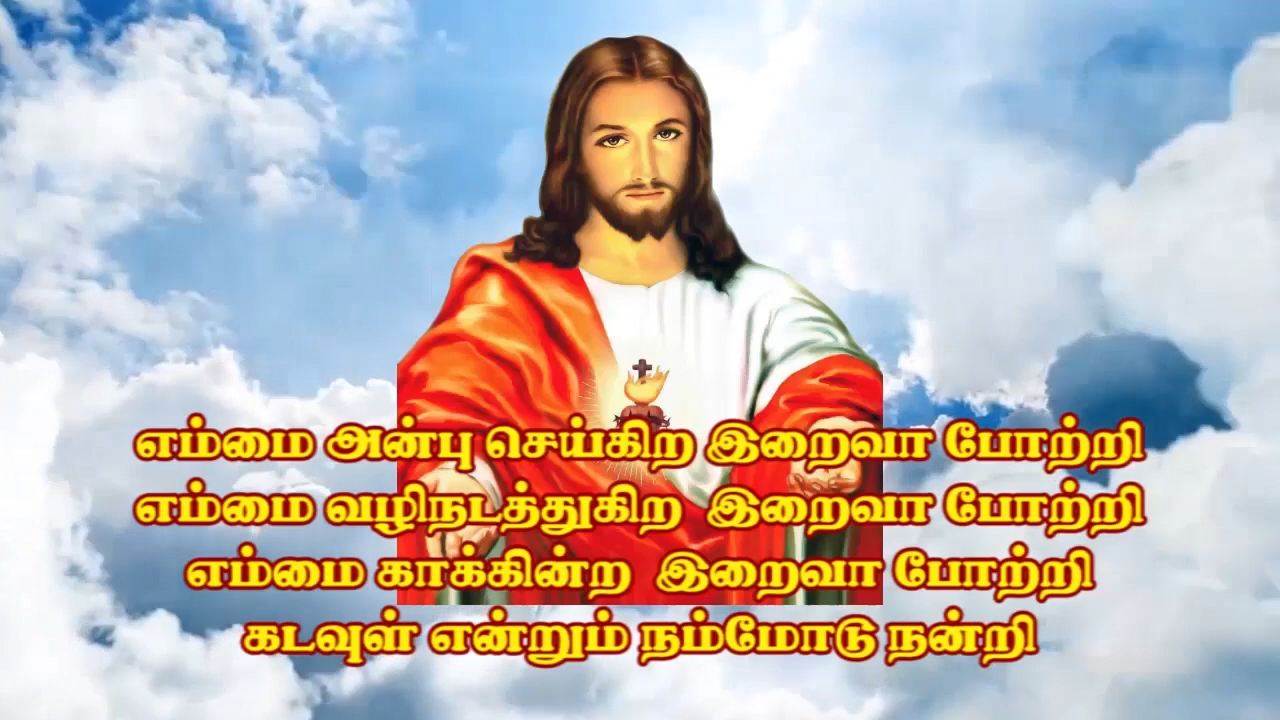 எம்மை அன்பு செய்கிற இறைவா போற்றி
எம்மை வழிநடத்துகிற இறைவா போற்றி
எம்மை காக்கின்ற இறைவா போற்றி
கடவுள் என்றும் நம்மோடு நன்றி